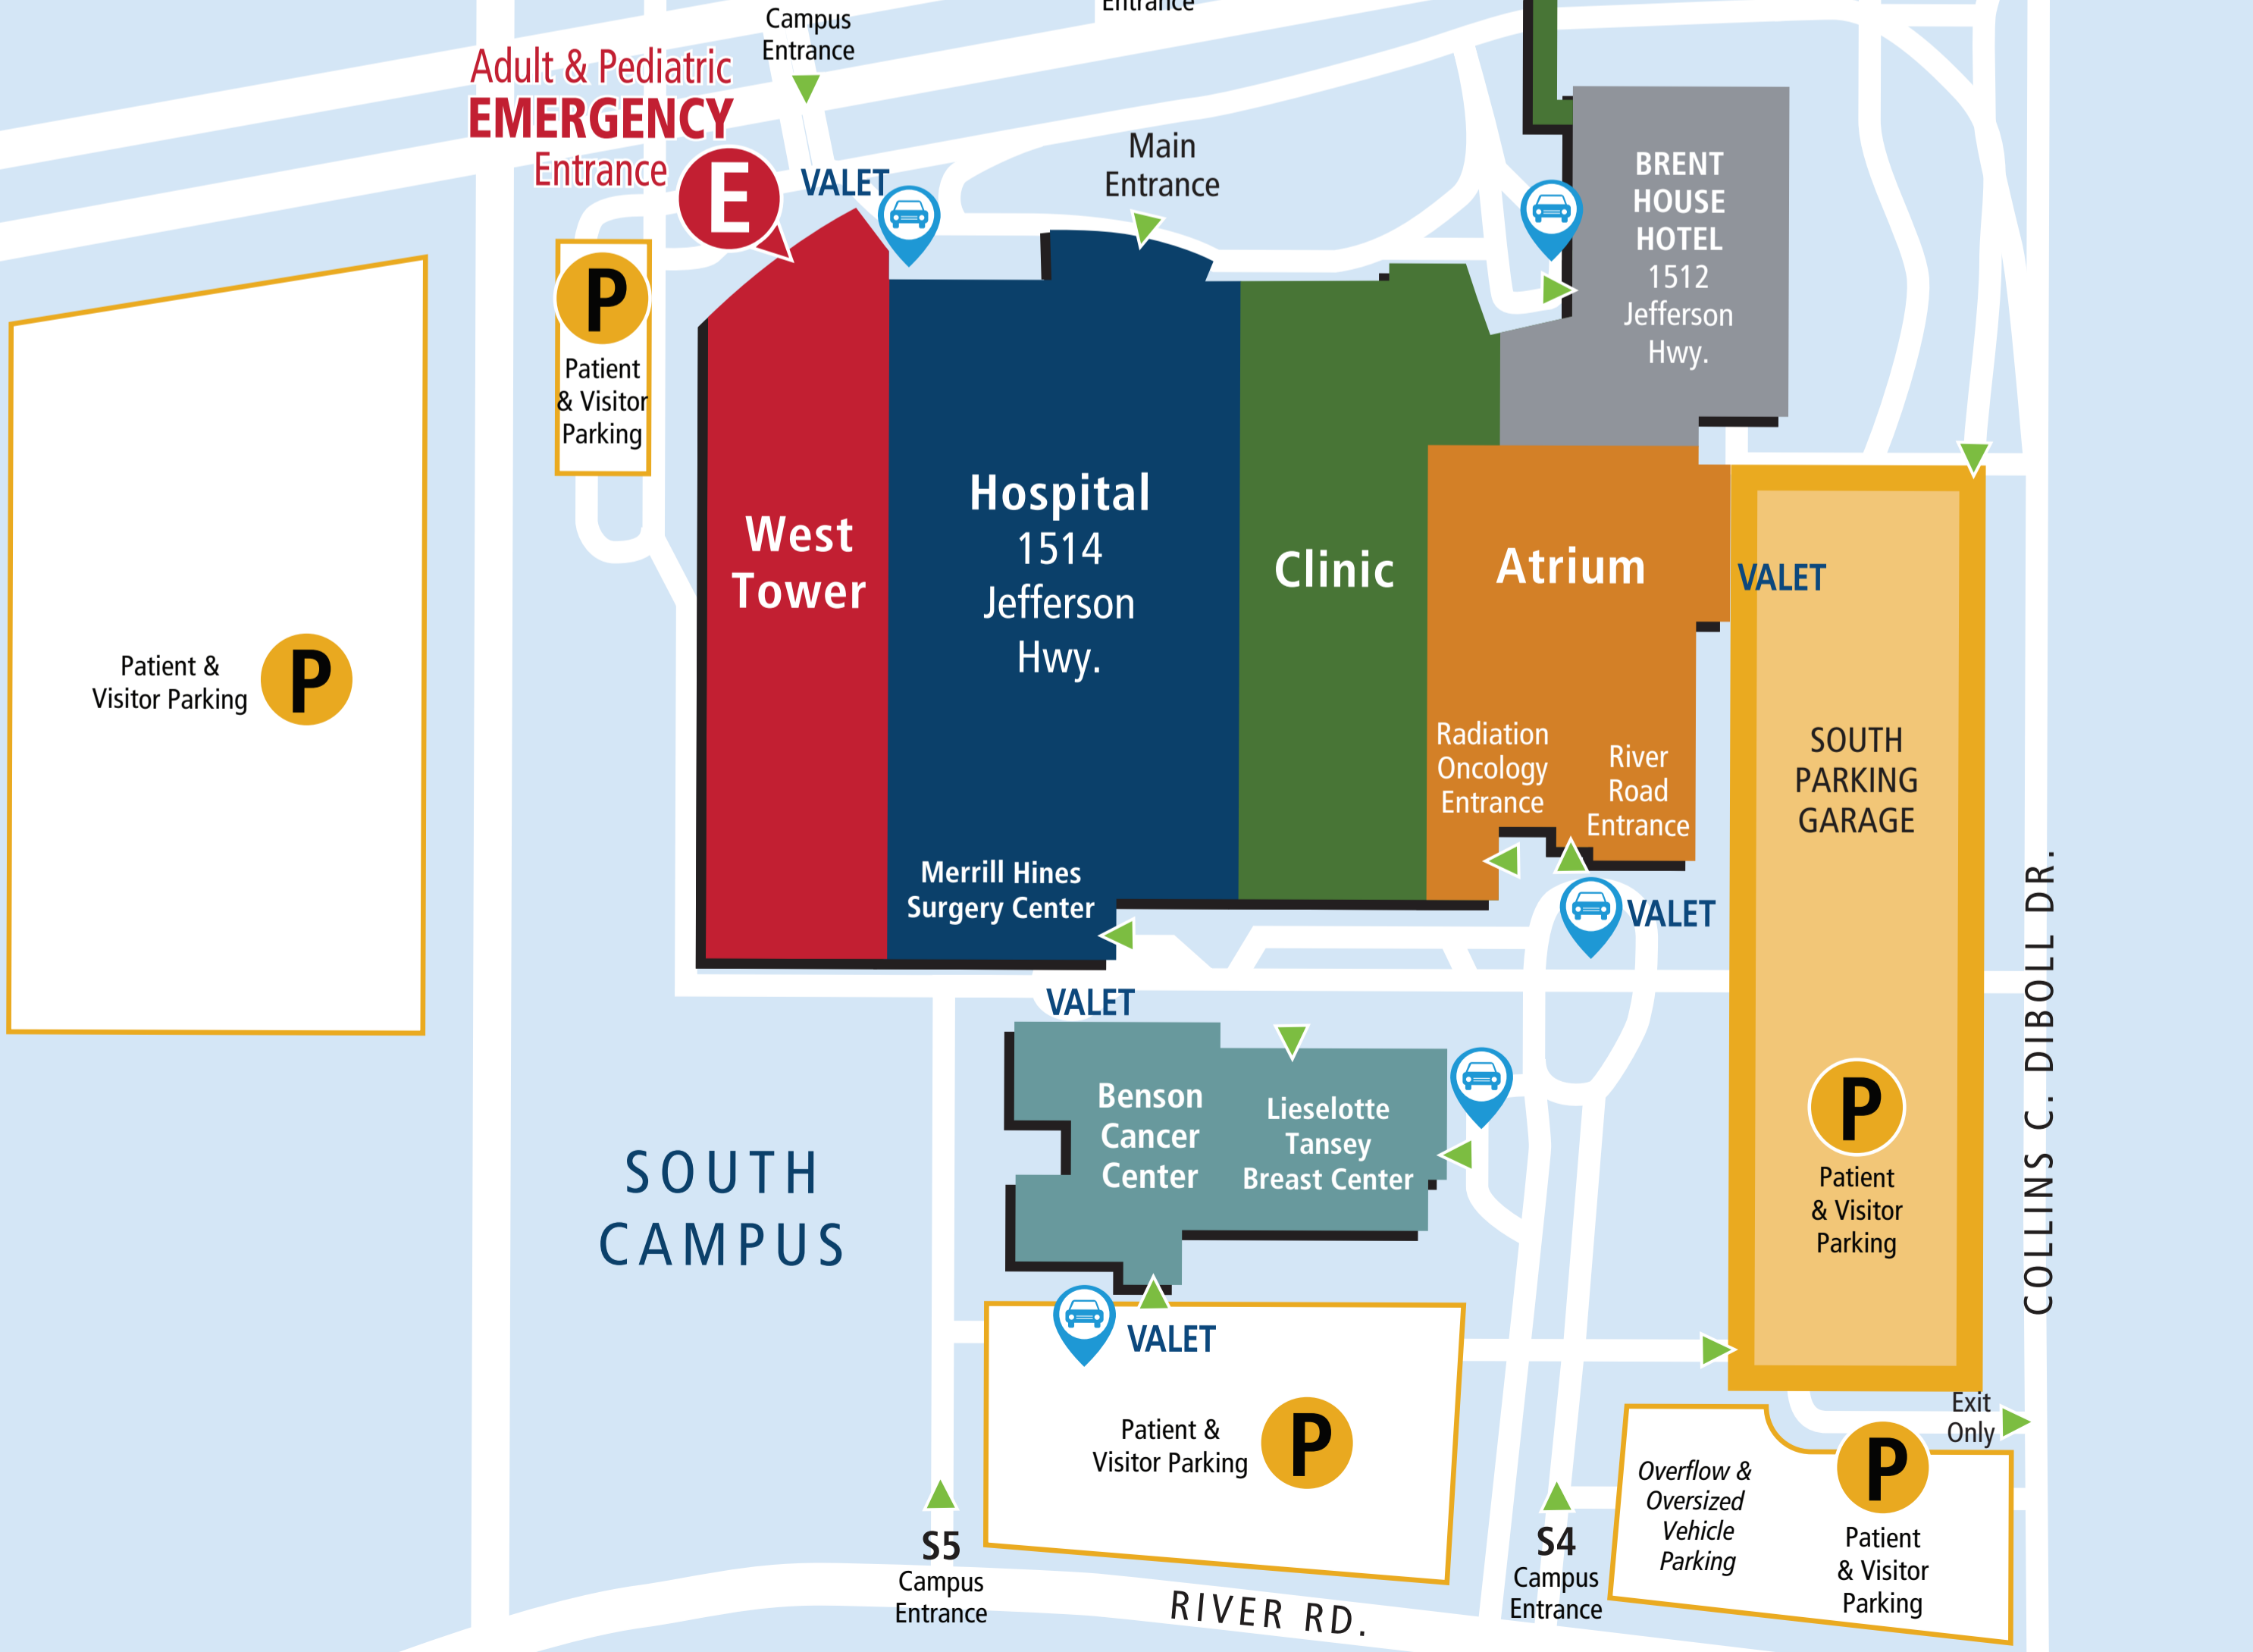 Campus
Entrance
Entrance
Adult & Pediatric
EMERGENCY
Entrance
E
VALET
Main
Entrance
BRENT
HOUSE
HOTEL
1512
Jefferson
Hwy.
P
Patient
& Visitor
Parking
Patient &
Visitor Parking
P
West
Tower
Hospital
1514
Jefferson
Hwy.
Clinic
Atrium
VALET
Radiation
Oncology
Entrance
River
Road
Entrance
SOUTH
PARKING
GARAGE
Merrill Hines
Surgery Center
VALET
VALET
COLLINS C. DIBOLL DR.
Benson
Cancer
Center
Lieselotte
Tansey
Breast Center
P
Patient
& Visitor
Parking
SOUTH
CAMPUS
VALET
Patient &
Visitor Parking
P
Exit
Only
Overflow &
Oversized
Vehicle
Parking
P
Patient
& Visitor
Parking
S5
Campus
Entrance
S4
Campus
Entrance
RIVER RD.